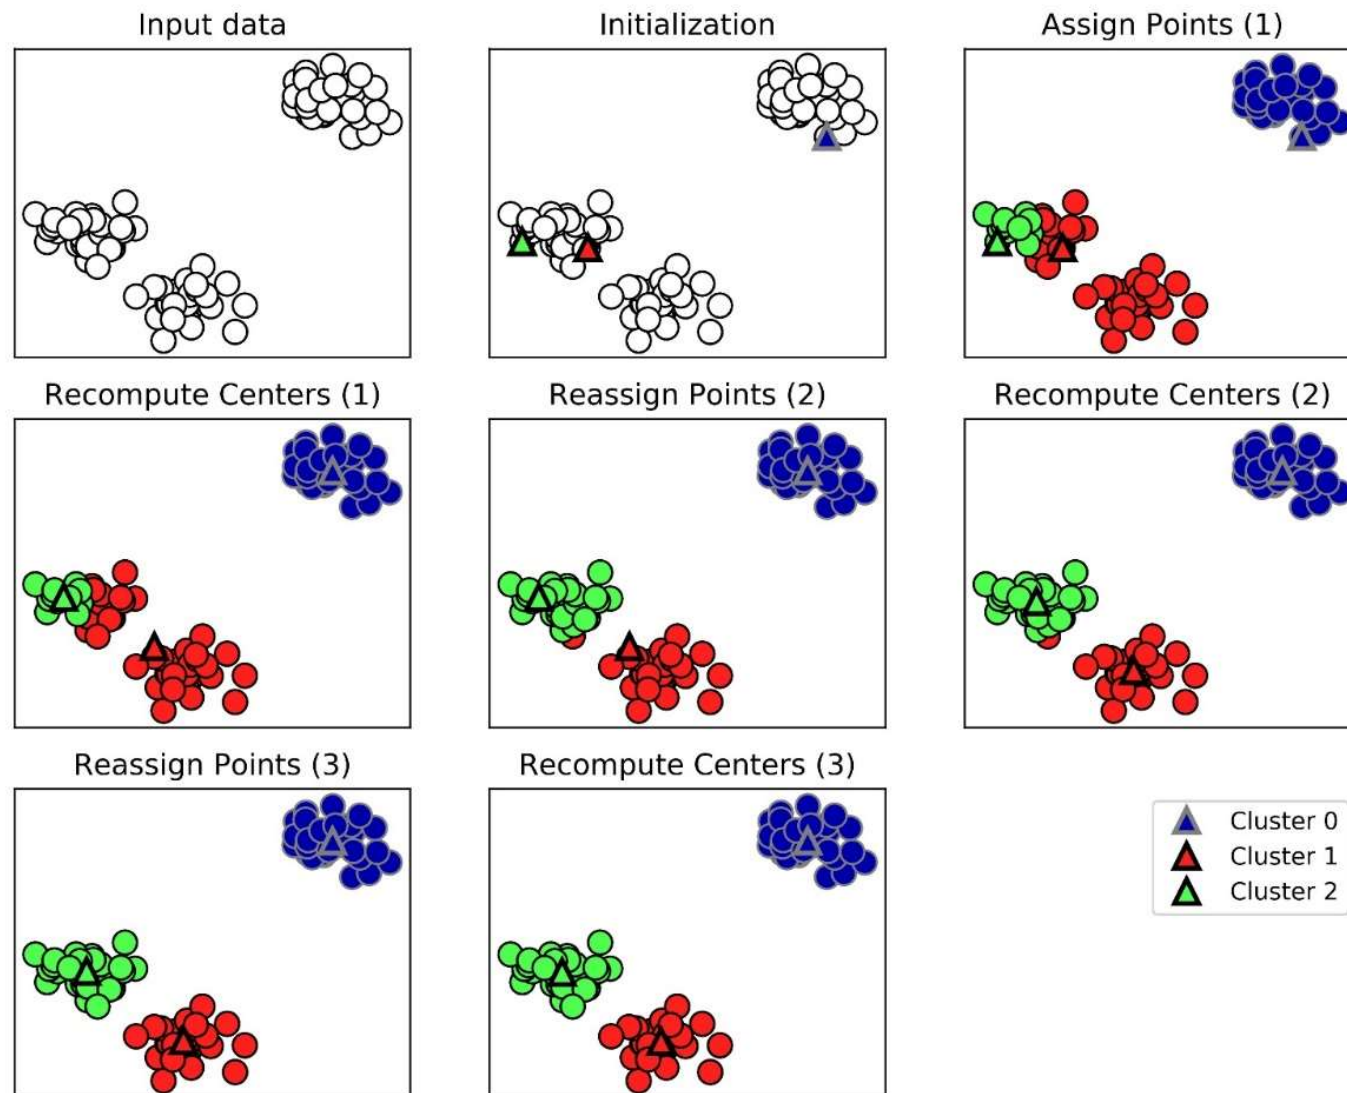 Input data
Initialization
Assign Points (1)
Recompute Centers (1)
Reassign Points (2)
Recompute Centers (2)
Reassign Points (3)
Recompute Centers (3)
Cluster 0
Cluster 1
Cluster 2